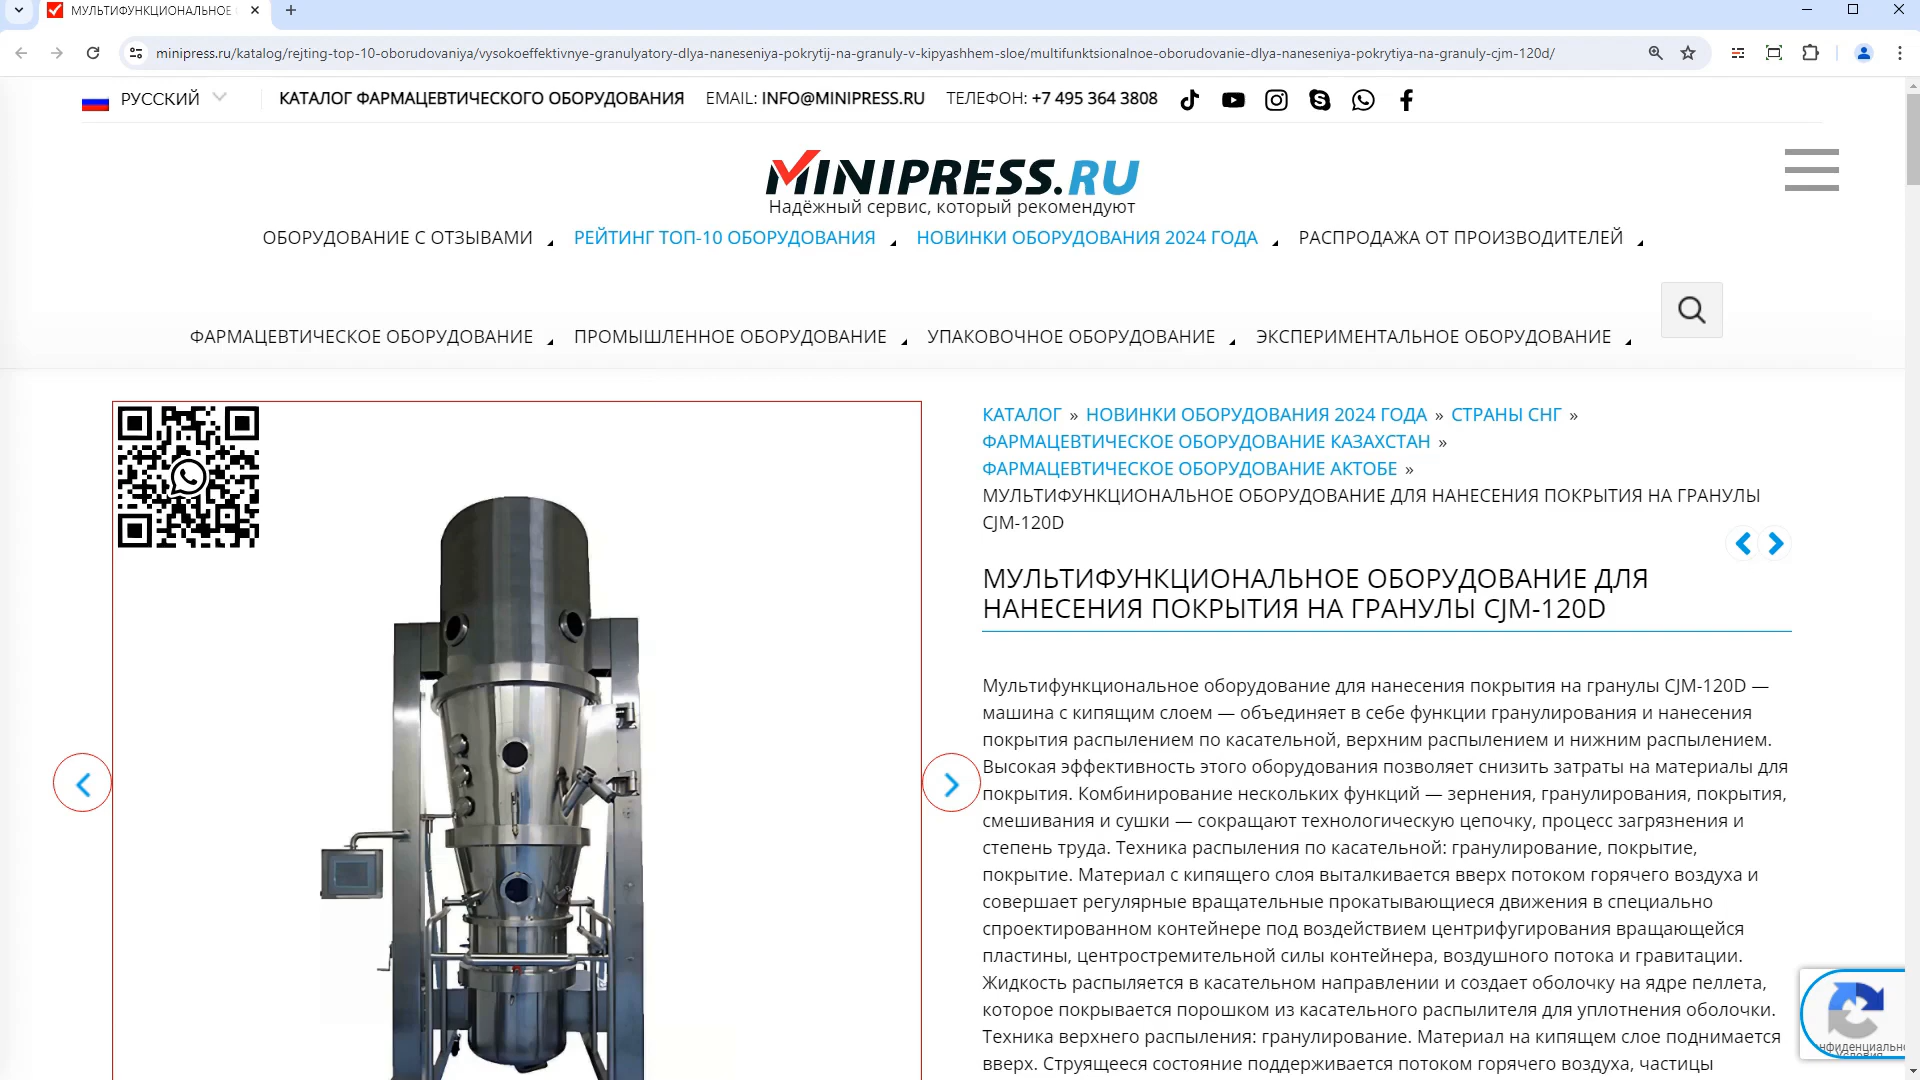 МУЛЬТИФУНКЦИОНАЛЬНОЕ
minipress.ru/katalog/rejting-top-10-oborudovaniya/vysokoeffektivnye-granulyatory-dlya-naneseniya-pokrytij-na-granuly-v-kipyashhem-sloe/multifunktsionalnoe-oborudovanie-dlya-naneseniya-pokrytiya-na-granuly-cjm-120d/
РУССКИЙ КАТАЛОГ ФАРМАЦЕВТИЧЕСКОГО ОБОРУДОВАНИЯ EMAIL: INFO@MINIPRESS.RU ТЕЛЕФОН: +7 495 364 3808
MINIPRESS.RU
Надёжный сервис, который рекомендуют
ОБОРУДОВАНИЕ С ОТЗЫВАМИ РЕЙТИНГ ТОП-10 ОБОРУДОВАНИЯ НОВИНКИ ОБОРУДОВАНИЯ 2024 ГОДА РАСПРОДАЖА ОТ ПРОИЗВОДИТЕЛЕЙ
ФАРМАЦЕВТИЧЕСКОЕ ОБОРУДОВАНИЕ ПРОМЫШЛЕННОЕ ОБОРУДОВАНИЕ УПАКОВОЧНОЕ ОБОРУДОВАНИЕ ЭКСПЕРИМЕНТАЛЬНОЕ ОБОРУДОВАНИЕ
КАТАЛОГ » НОВИНКИ ОБОРУДОВАНИЯ 2024 ГОДА » СТРАНЫ СНГ »
ФАРМАЦЕВТИЧЕСКОЕ ОБОРУДОВАНИЕ КАЗАХСТАН »
ФАРМАЦЕВТИЧЕСКОЕ ОБОРУДОВАНИЕ АКТОБЕ »
МУЛЬТИФУНКЦИОНАЛЬНОЕ ОБОРУДОВАНИЕ ДЛЯ НАНЕСЕНИЯ ПОКРЫТИЯ НА ГРАНУЛЫ
CJM-120D
МУЛЬТИФУНКЦИОНАЛЬНОЕ ОБОРУДОВАНИЕ ДЛЯ
НАНЕСЕНИЯ ПОКРЫТИЯ НА ГРАНУЛЫ CJM-120D
Мультифункциональное оборудование для нанесения покрытия на гранулы CJM-120D —
машина с кипящим слоем — объединяет в себе функции гранулирования и нанесения
покрытия распылением по касательной, верхним распылением и нижним распылением.
Высокая эффективность этого оборудования позволяет снизить затраты на материалы для
покрытия. Комбинирование нескольких функций — зернения, гранулирования, покрытия,
смешивания и сушки — сокращают технологическую цепочку, процесс загрязнения и
степень труда. Техника распыления по касательной: гранулирование, покрытие,
покрытие. Материал с кипящего слоя выталкивается вверх потоком горячего воздуха и
совершает регулярные вращательные прокатывающиеся движения в специально
спроектированном контейнере под воздействием центрифугирования вращающейся
пластины, центростремительной силы контейнера, воздушного потока и гравитации.
Жидкость распыляется в касательном направлении и создает оболочку на ядре пеллета,
которое покрывается порошком из касательного распылителя для уплотнения оболочки.
Техника верхнего распыления: гранулирование. Материал на кипящем слое поднимается
вверх. Струящееся состояние поддерживается потоком горячего воздуха, частицы